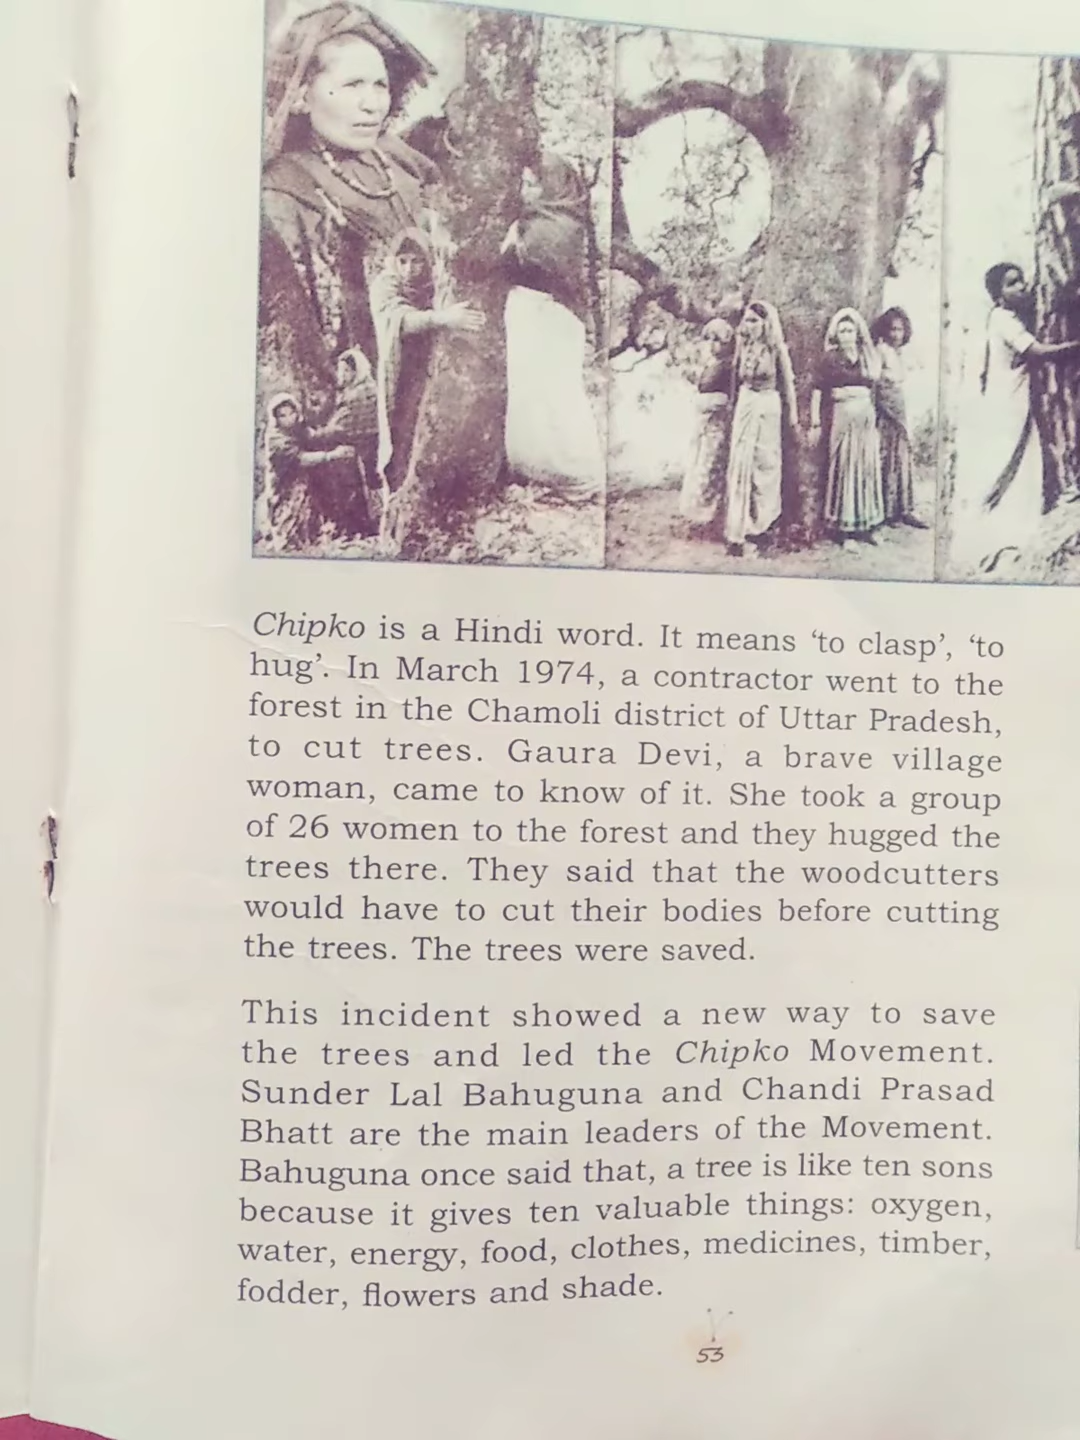 Chipko is a Hindi word. It means ‘to clasp’, ‘to
hug’. In March 1974, a contractor went to the
forest in the Chamoli district of Uttar Pradesh,
to cut trees. Gaura Devi, a brave village
woman, came to know of it. She took a group
of 26 women to the forest and they hugged the
trees there. They said that the woodcutters
would have to cut their bodies before cutting
the trees. The trees were saved.
This incident showed a new way to save
the trees and led the Chipko Movement.
Sunder Lal Bahuguna and Chandi Prasad
Bhatt are the main leaders of the Movement.
Bahuguna once said that, a tree is like ten sons
because it gives ten valuable things: oxygen,
water, energy, food, clothes, medicines, timber,
fodder, flowers and shade.
53